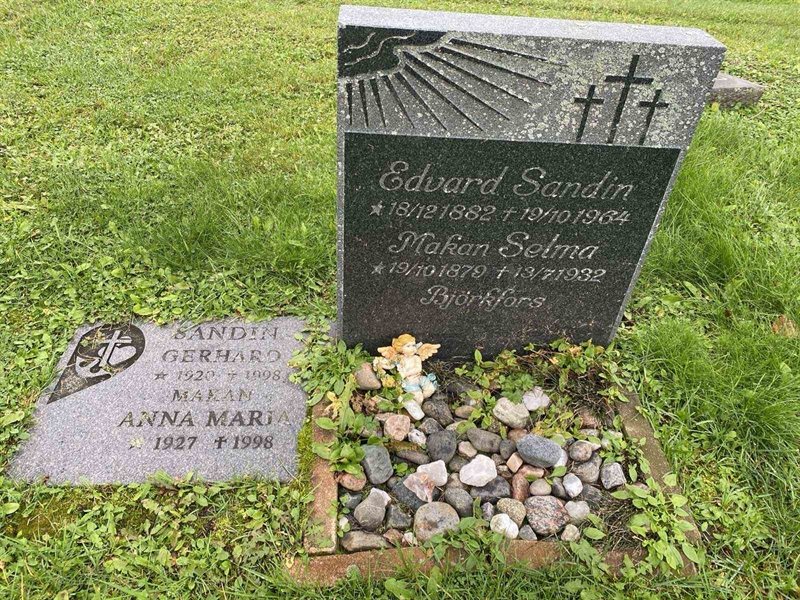 Edvard Sandin
* 18/12 1882 † 19/10 1964
Makan Selma
* 19/10 1879 † 13/7 1932
Björkfors
SANDIN
GERHARD
* 1920 † 1998
MAKAN
ANNA MARIA
* 1927 † 1998